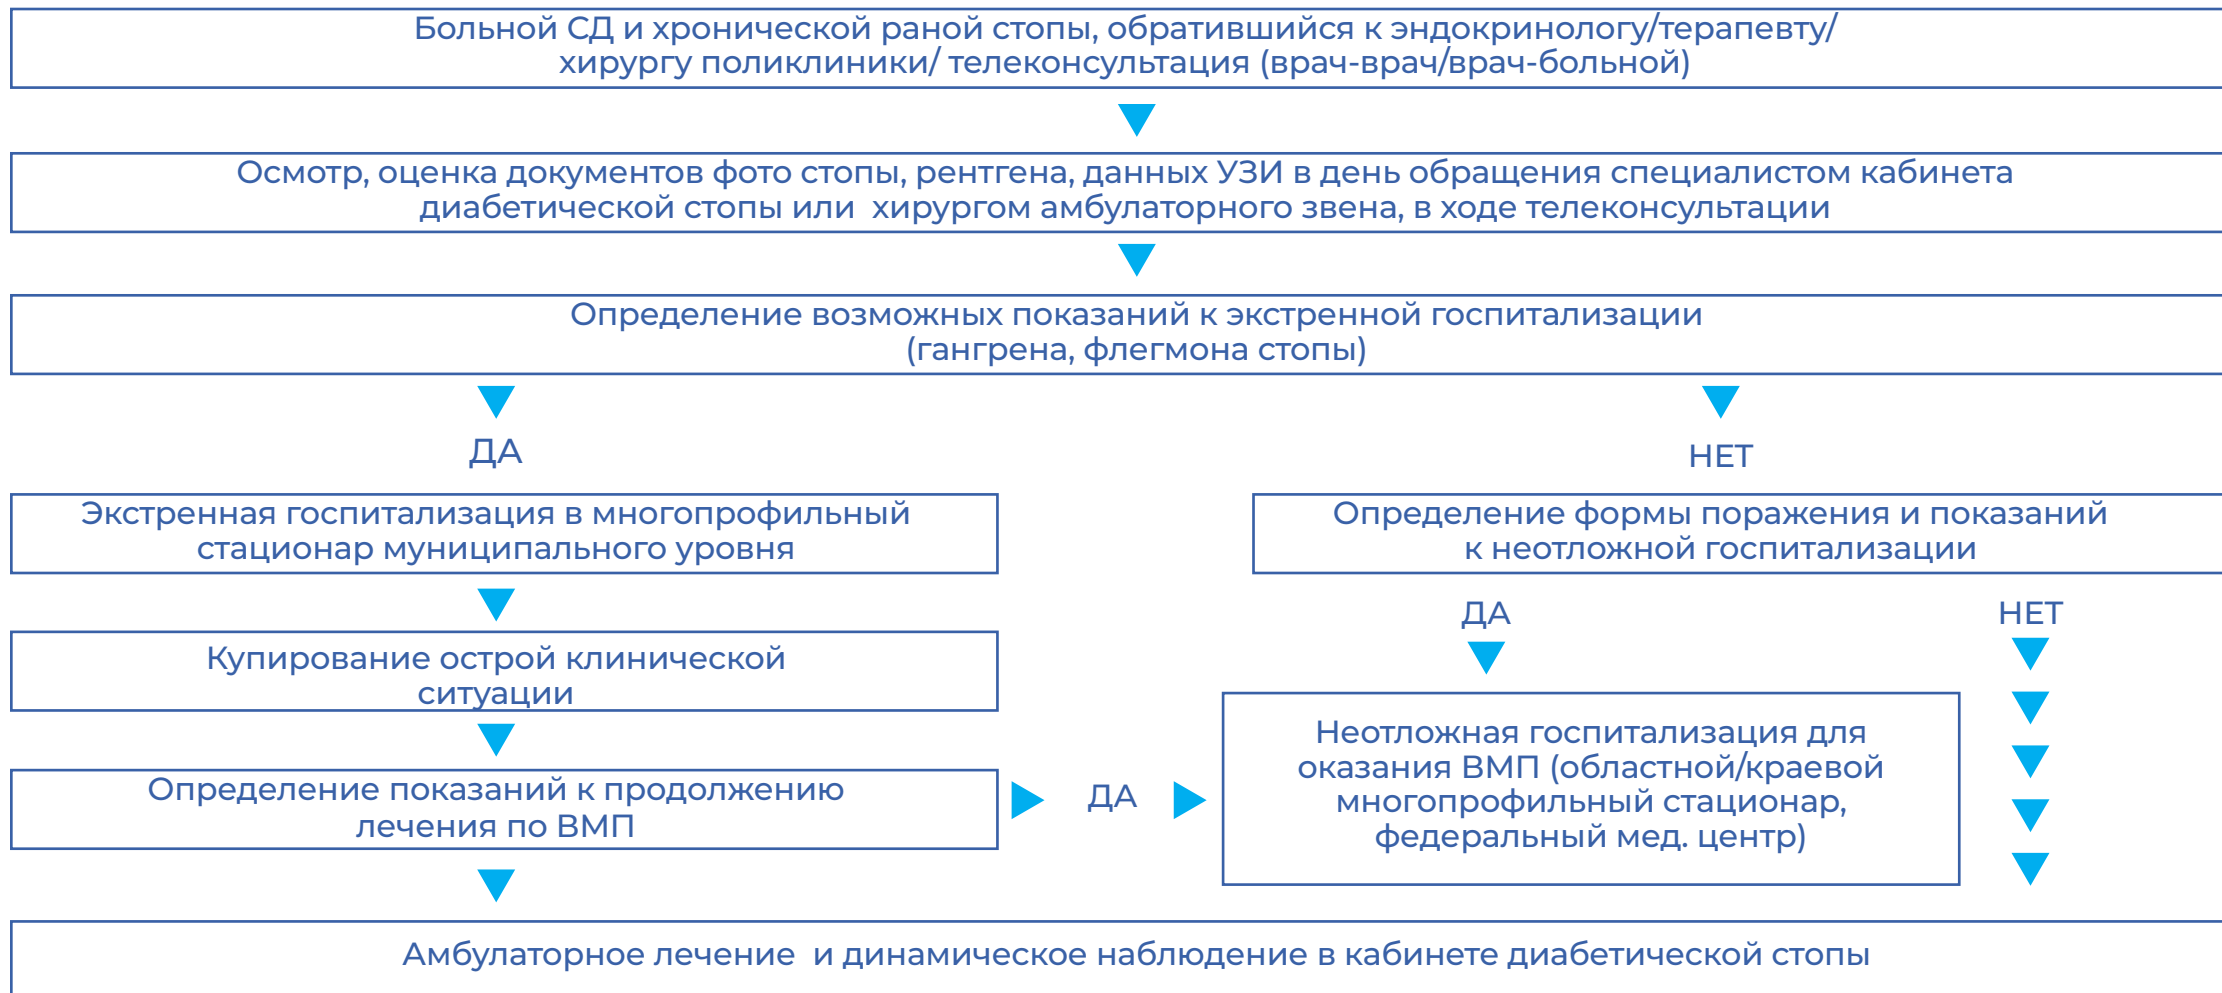 Больной СД и хронической раной стопы, обратившийся к эндокринологу/терапевту/
хирургу поликлиники/ телеконсультация (врач-врач/врач-больной)
Осмотр, оценка документов фото стопы, рентгена, данных УЗИ в день обращения специалистом кабинета
диабетической стопы или хирургом амбулаторного звена, в ходе телеконсультации
Определение возможных показаний к экстренной госпитализации
(гангрена, флегмона стопы)
ДА
НЕТ
Экстренная госпитализация в многопрофильный
стационар муниципального уровня
Определение формы поражения и показаний
к неотложной госпитализации
ДА
НЕТ
Купирование острой клинической
ситуации
Определение показаний к продолжению
лечения по ВМП
ДА
Неотложная госпитализация для
оказания ВМП (областной/краевой
многопрофильный стационар,
федеральный мед. центр)
Амбулаторное лечение и динамическое наблюдение в кабинете диабетической стопы